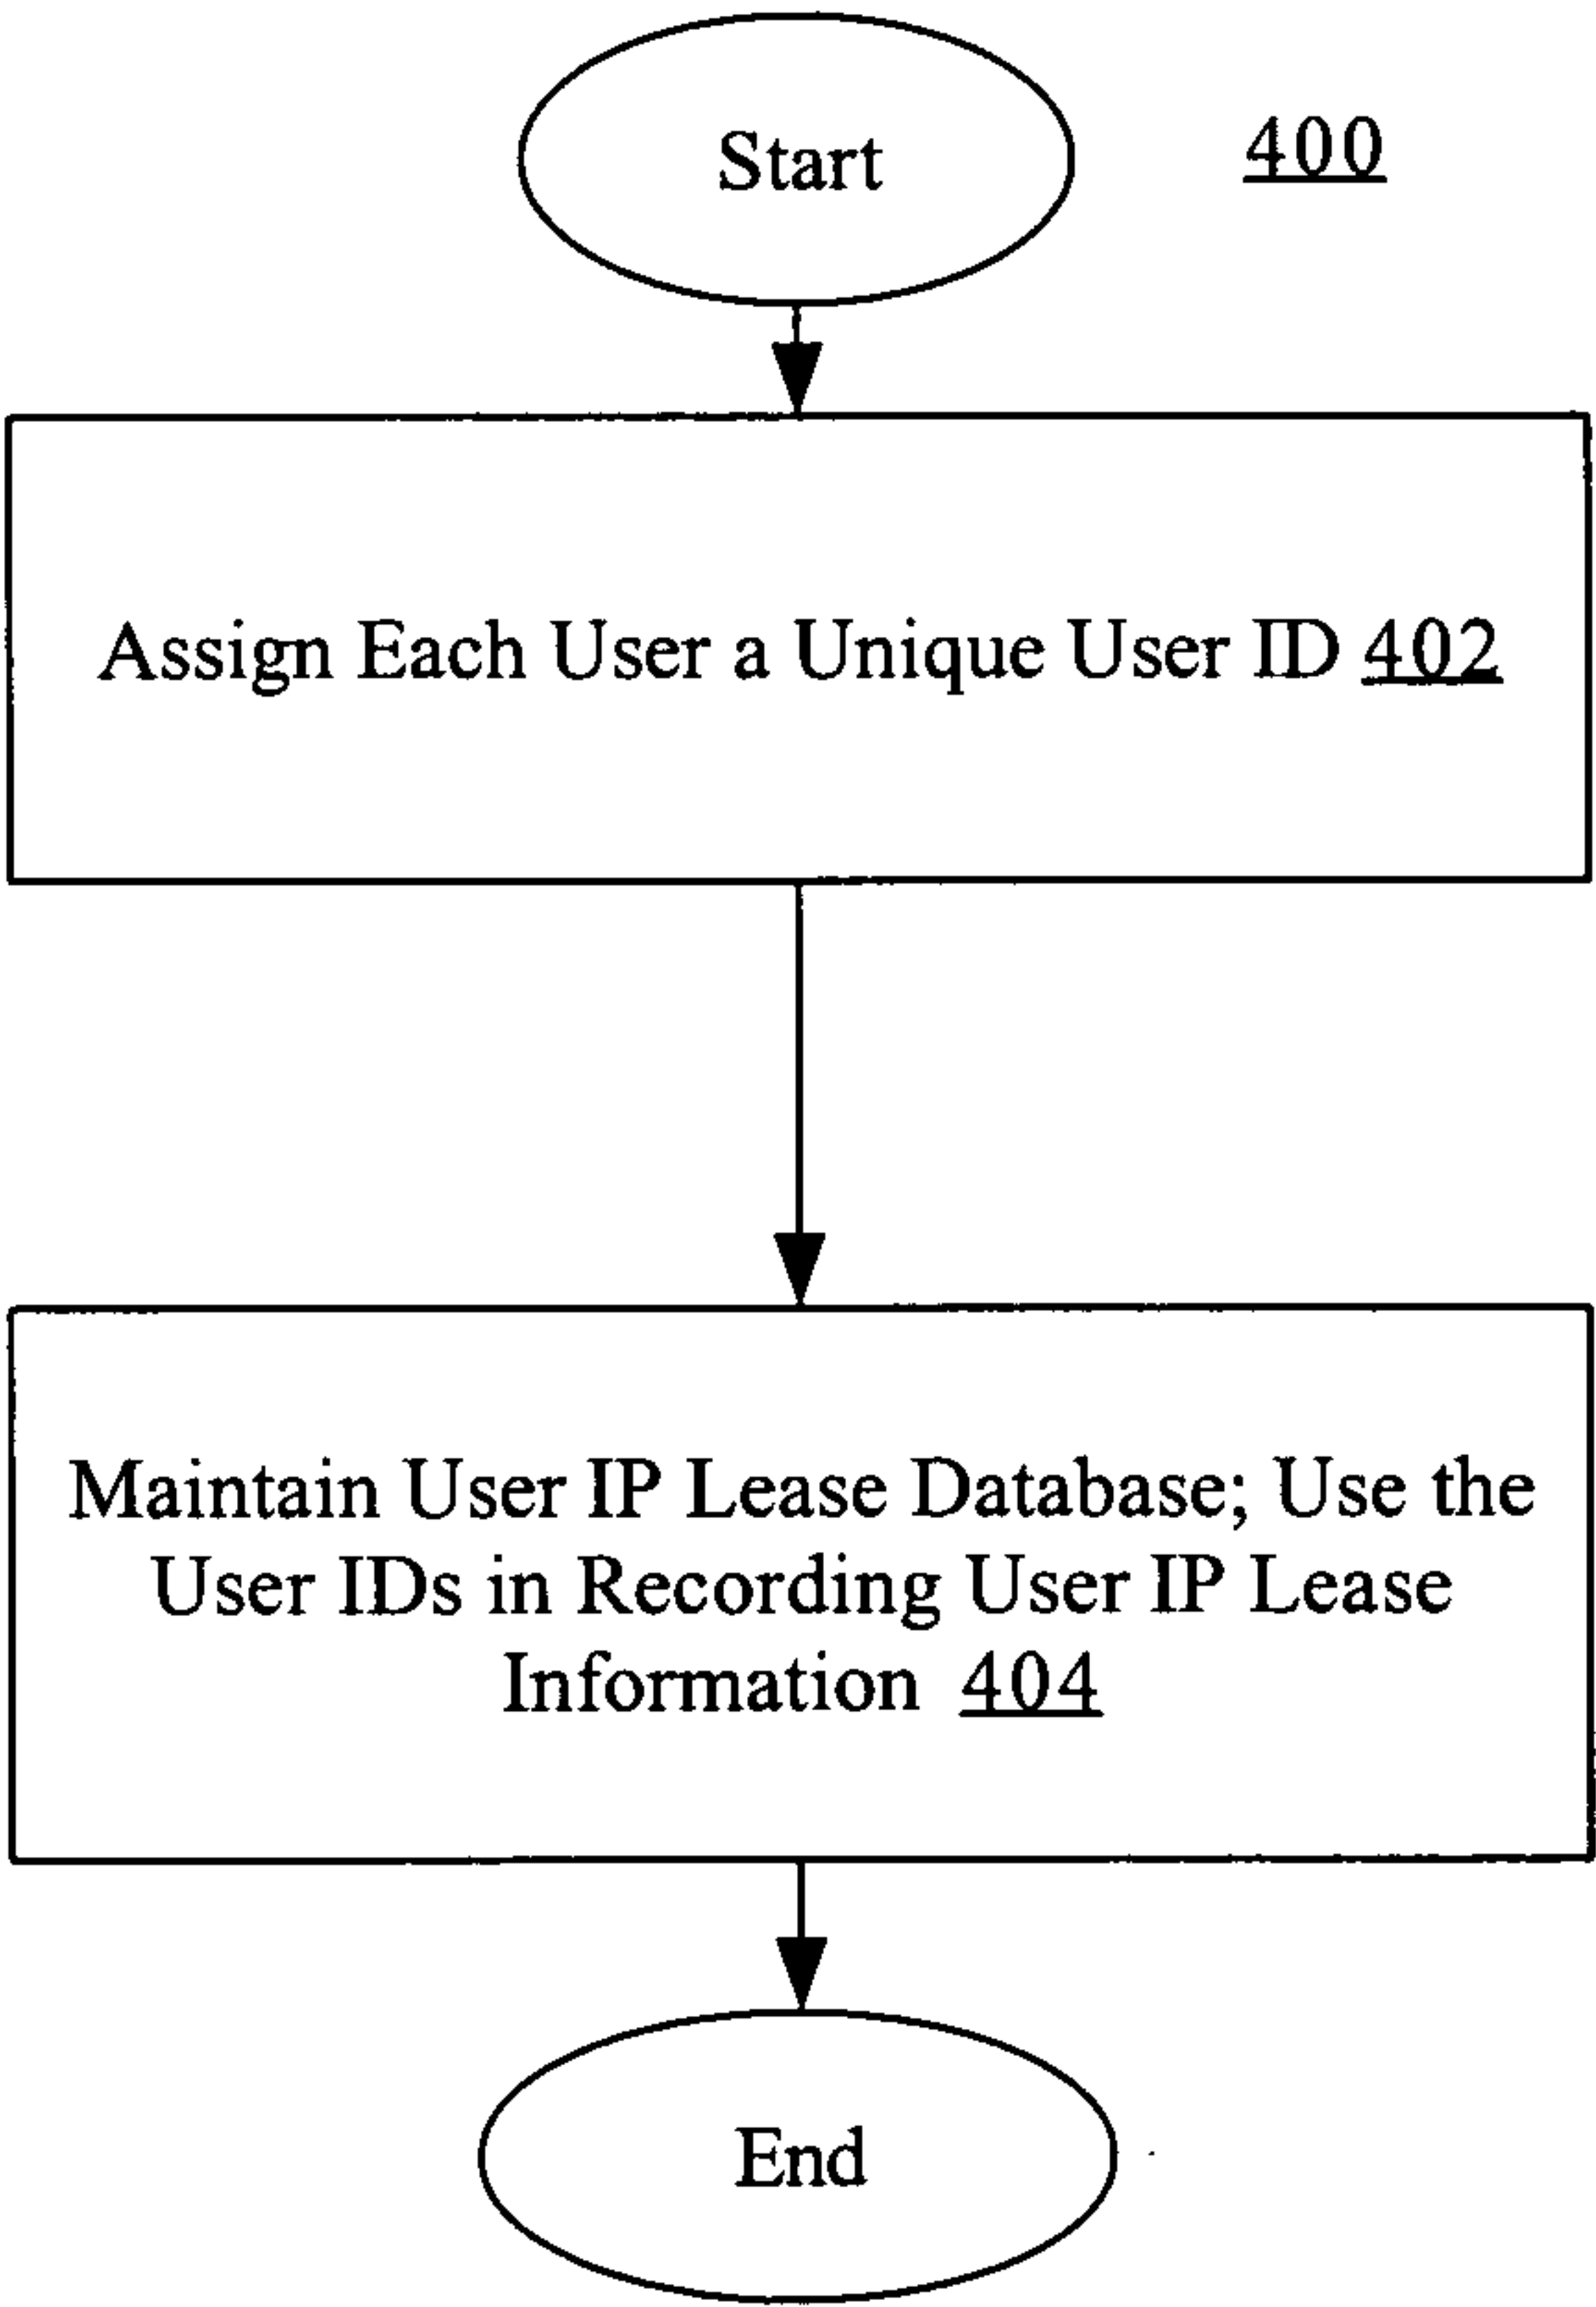 Start
400
Assign Each User a Unique User ID 402
Maintain User IP Lease Database; Use the
User IDs in Recording User IP Lease
Information 404
End